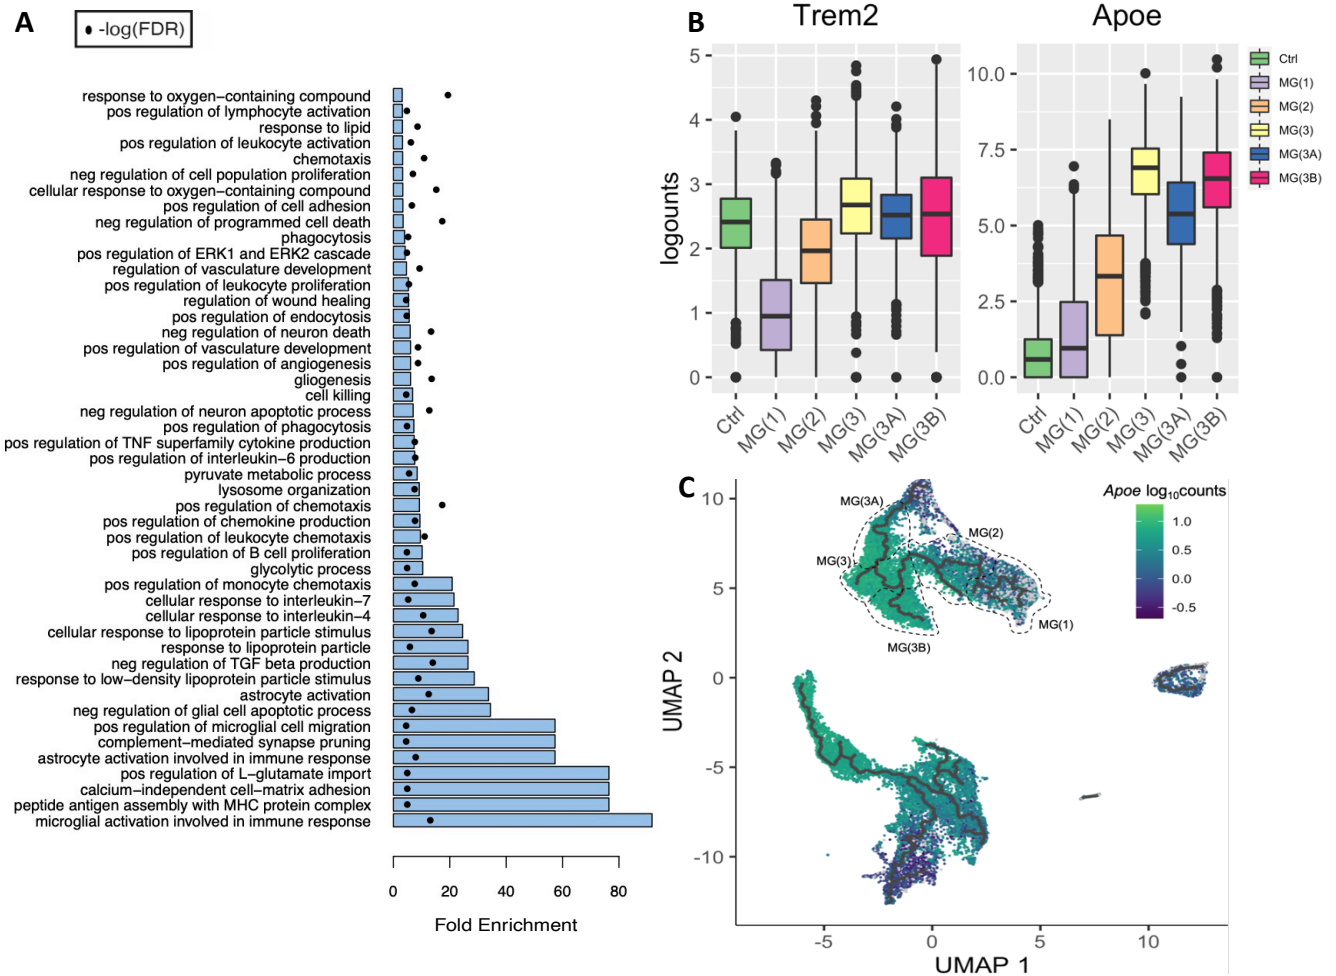 A
-log(FDR)
response to oxygen-containing compound
pos regulation of lymphocyte activation
response to lipid
pos regulation of leukocyte activation
chemotaxis
neg regulation of cell population proliferation
cellular response to oxygen-containing compound
pos regulation of cell adhesion
neg regulation of programmed cell death
phagocytosis
pos regulation of ERK1 and ERK2 cascade
regulation of vasculature development
pos regulation of leukocyte proliferation
regulation of wound healing
pos regulation of endocytosis
neg regulation of neuron death
pos regulation of vasculature development
pos regulation of angiogenesis
gliogenesis
cell killing
neg regulation of neuron apoptotic process
pos regulation of phagocytosis
pos regulation of TNF superfamily cytokine production
pos regulation of interleukin-6 production
pyruvate metabolic process
lysosome organization
pos regulation of chemotaxis
pos regulation of chemokine production
pos regulation of leukocyte chemotaxis
pos regulation of B cell proliferation
glycolytic process
pos regulation of monocyte chemotaxis
cellular response to interleukin-7
cellular response to interleukin-4
cellular response to lipoprotein particle stimulus
response to lipoprotein particle
neg regulation of TGF beta production
response to low-density lipoprotein particle stimulus
astrocyte activation
neg regulation of glial cell apoptotic process
pos regulation of microglial cell migration
complement-mediated synapse pruning
astrocyte activation involved in immune response
pos regulation of L-glutamate import
calcium-independent cell-matrix adhesion
peptide antigen assembly with MHC protein complex
microglial activation involved in immune response
0 20 40 60 80
Fold Enrichment
B
Trem2
logounts
5
4
3
2
1
0
Ctrl MG(1) MG(2) MG(3) MG(3A) MG(3B)
Apoe
10.0
7.5
5.0
2.5
0.0
Ctrl MG(1) MG(2) MG(3) MG(3A) MG(3B)
Ctrl
MG(1)
MG(2)
MG(3)
MG(3A)
MG(3B)
C
UMAP 2
10
5
0
-5
-10
MG(3A)
MG(2)
MG(3)
MG(1)
MG(3B)
Apoe log10counts
1.0
0.5
0.0
-0.5
-5 0 5 10
UMAP 1